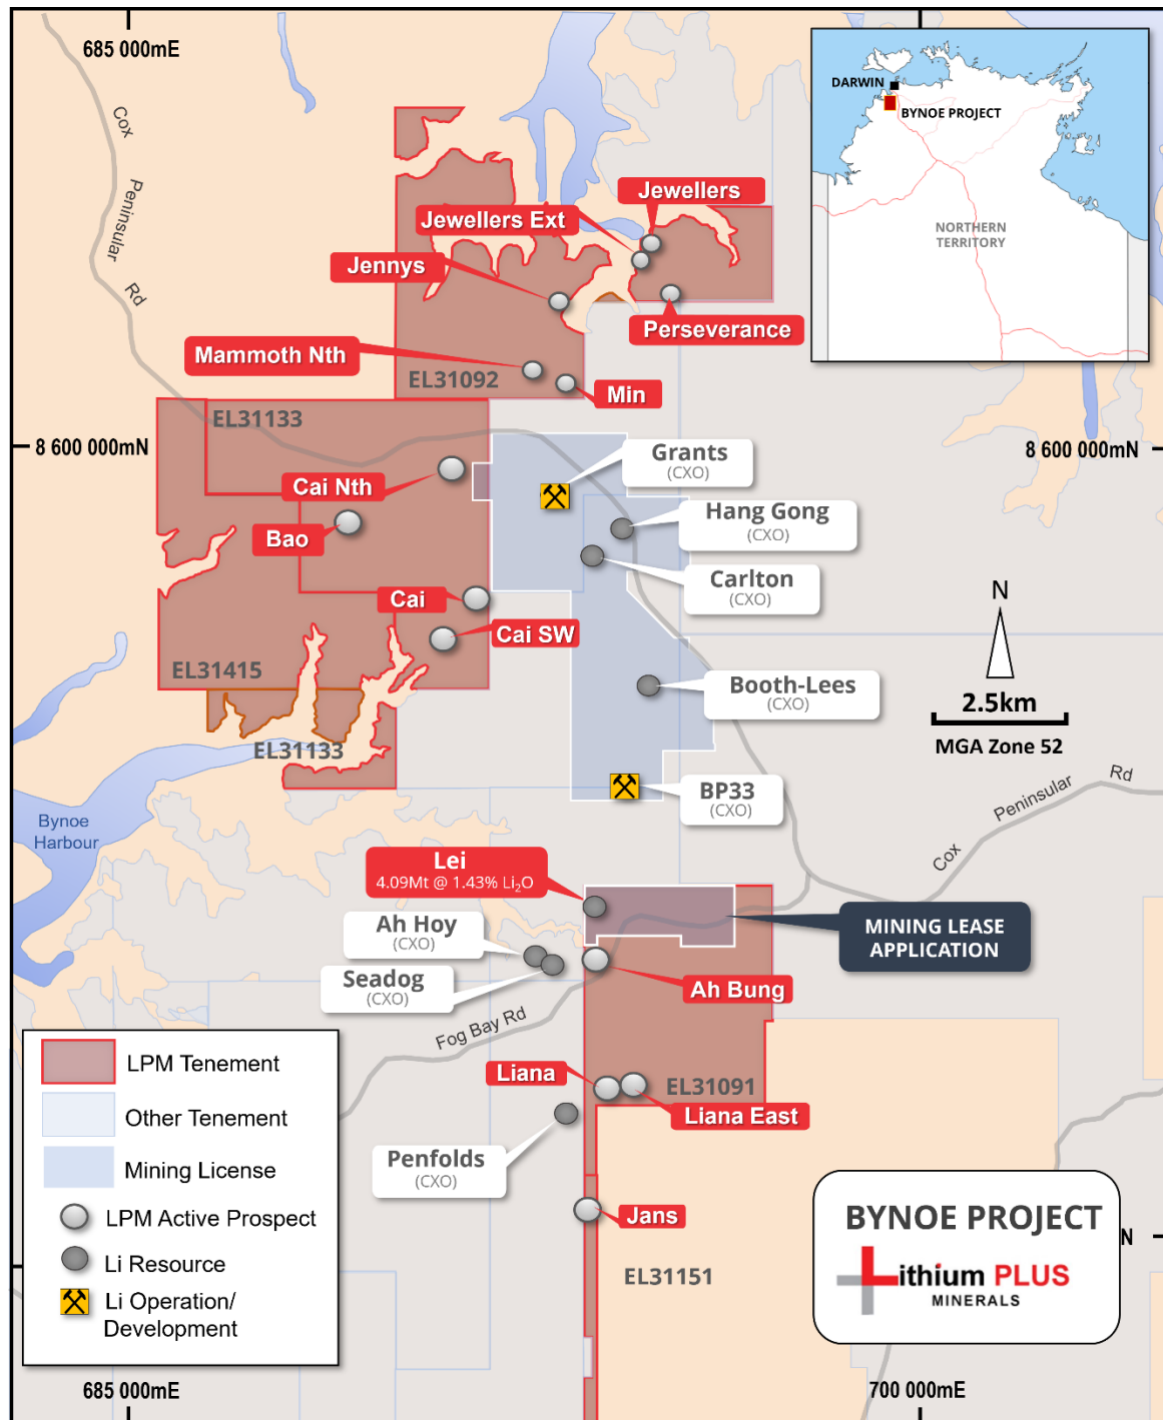 685 000mE
DARWIN
BYNOE PROJECT
NORTHERN
TERRITORY
Cox
Peninsular
Rd
Jewellers
Jewellers Ext
Jennys
Perseverance
Mammoth Nth
Min
EL31092
EL31133
8 600 000mN
8 600 000mN
Grants
(CXO)
Cai Nth
Hang Gong
(CXO)
Bao
Carlton
(CXO)
Cai
Cai SW
N
2.5km
MGA Zone 52
EL31415
Booth-Lees
(CXO)
EL31133
BP33
(CXO)
Peninsular
Rd
Cox
Bynoe
Harbour
Lei
4.09Mt @ 1.43% Li₂O
Ah Hoy
(CXO)
MINING LEASE
APPLICATION
Seadog
(CXO)
Ah Bung
Fog Bay Rd
Liana
EL31091
Liana East
Penfolds
(CXO)
Jans
EL31151
LPM Tenement
Other Tenement
Mining License
LPM Active Prospect
Li Resource
Li Operation/
Development
BYNOE PROJECT
Lithium PLUS
MINERALS
N
685 000mE
700 000mE